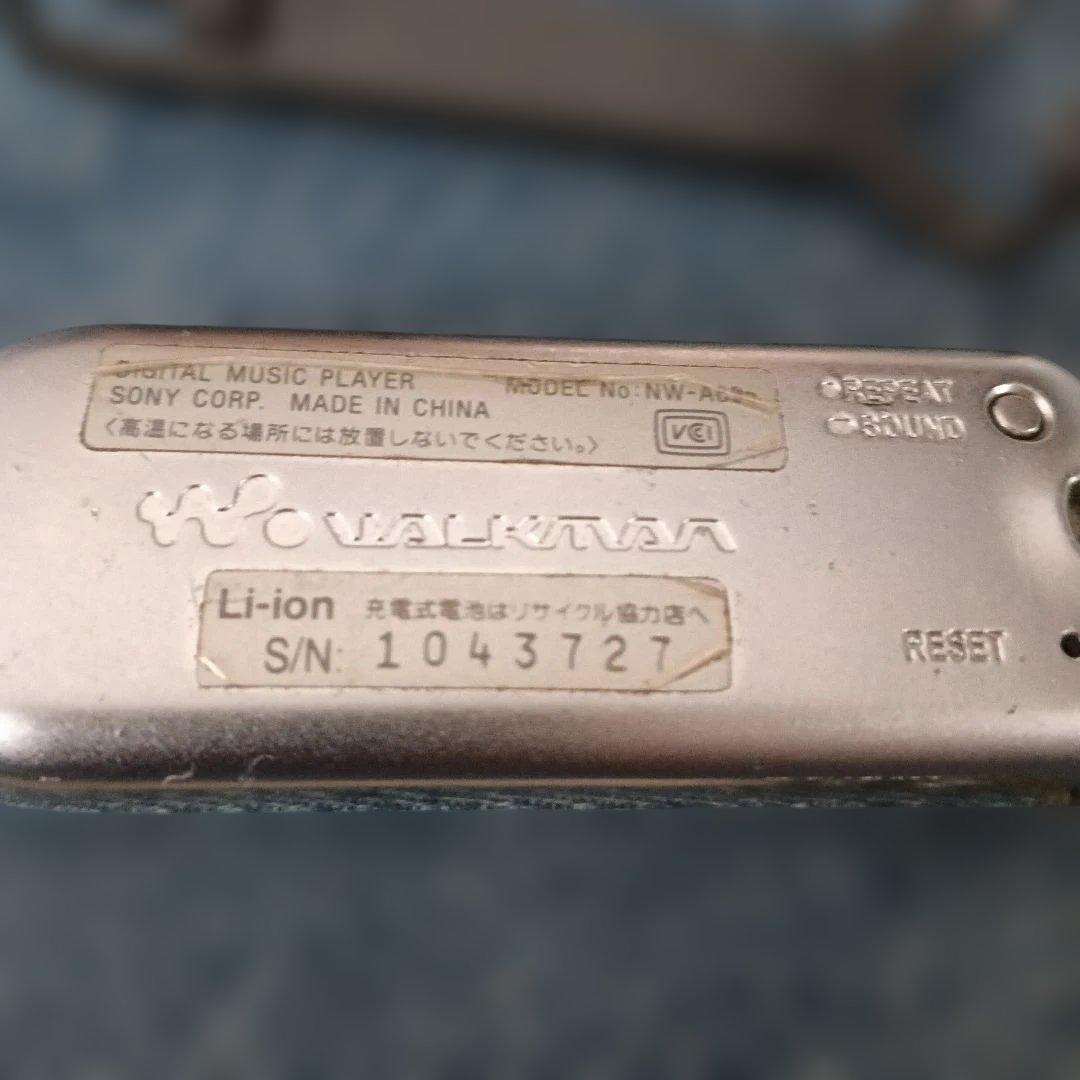 DIGITAL MUSIC PLAYER MODEL No:
SONY CORP. MADE IN CHINA
〈高温になる場所には放置しないでください。〉 VCI
REPEAT
SOUND
WALKMAN
Li-ion 充電式電池はリサイクル協力店へ
S/N: 1043727
RESET